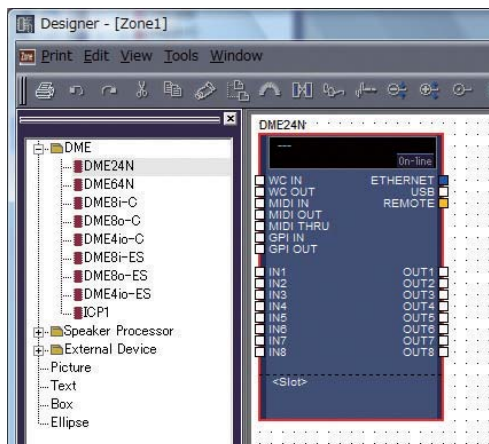 Designer - [Zone1]
Zone Print Edit View Tools Window
DME
DME24N
DME64N
DME8i-C
DME8o-C
DME4io-C
DME8i-ES
DME8o-ES
DME4io-ES
ICP1
Speaker Processor
External Device
Picture
Text
Box
Ellipse
DME24N
---
On-line
WC IN ETHERNET
WC OUT USB
MIDI IN REMOTE
MIDI OUT
MIDI THRU
GPI IN
GPI OUT
IN1 OUT1
IN2 OUT2
IN3 OUT3
IN4 OUT4
IN5 OUT5
IN6 OUT6
IN7 OUT7
IN8 OUT8
<Slot>